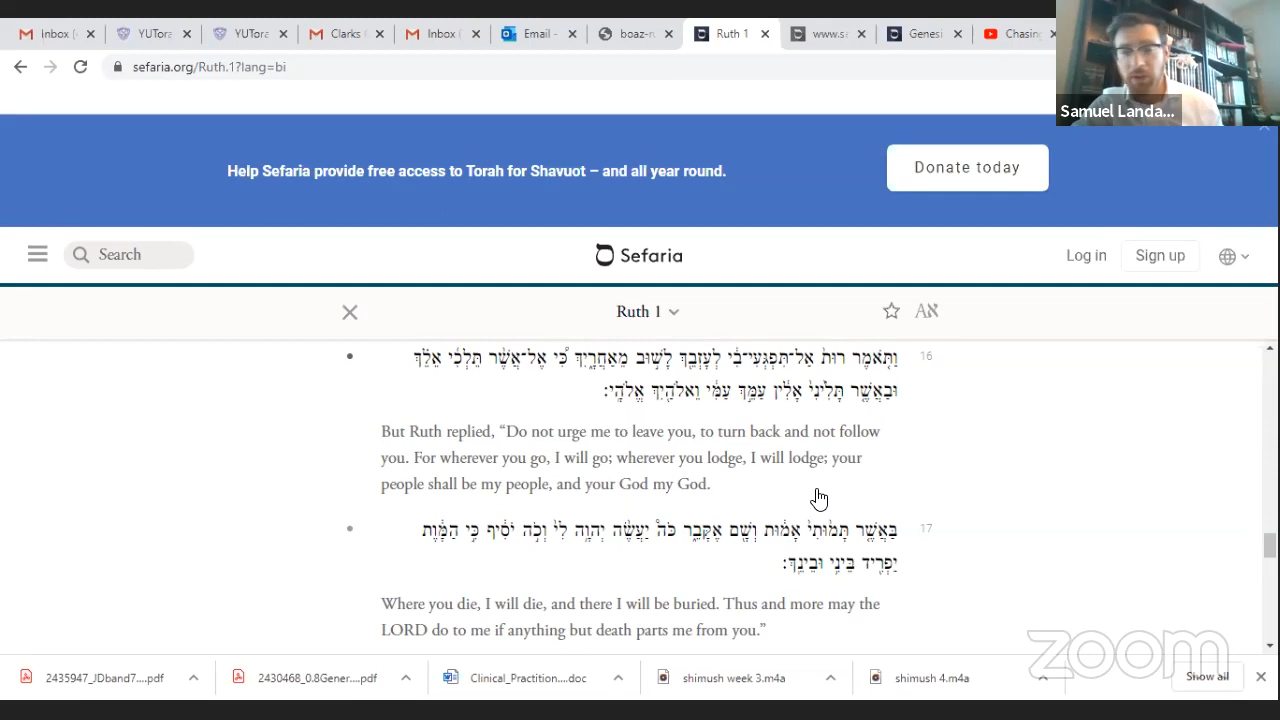 Inbox (
YUTora
YUTora
Clarks (
Inbox (
Email -
boaz-ru
Ruth 1
www.se
Genesi
Chasing
sefaria.org/Ruth.1?lang=bi
Samuel Landa...
Help Sefaria provide free access to Torah for Shavuot – and all year round.
Donate today
Search
Sefaria
Log in
Sign up
Ruth 1
Aא
16
וַתֹּ֤אמֶר רוּת֙ אַל־תִּפְגְּעִי־בִ֔י לְעׇזְבֵ֖ךְ לָשׁ֣וּב מֵאַחֲרָ֑יִךְ כִּ֠י אֶל־אֲשֶׁ֨ר תֵּלְכִ֜י אֵלֵ֗ךְ
וּבַאֲשֶׁ֤ר תָּלִ֙ינִי֙ אָלִ֔ין עַמֵּ֣ךְ עַמִּ֔י וֵאלֹהַ֖יִךְ אֱלֹהָֽי׃
But Ruth replied, “Do not urge me to leave you, to turn back and not follow
you. For wherever you go, I will go; wherever you lodge, I will lodge; your
people shall be my people, and your God my God.
17
בַּאֲשֶׁ֤ר תָּמ֙וּתִי֙ אָמ֔וּת וְשָׁ֖ם אֶקָּבֵ֑ר כֹּה֩ יַעֲשֶׂ֨ה יְהֹוָ֥ה לִי֙ וְכֹ֣ה יֹסִ֔יף כִּ֣י הַמָּ֔וֶת
יַפְרִ֖יד בֵּינִ֥י וּבֵינֵֽךְ׃
Where you die, I will die, and there I will be buried. Thus and more may the
LORD do to me if anything but death parts me from you.”
zoom
2435947_JDband7....pdf
2430468_0.8Gener....pdf
Clinical_Practition....doc
shimush week 3.m4a
shimush 4.m4a
Show all